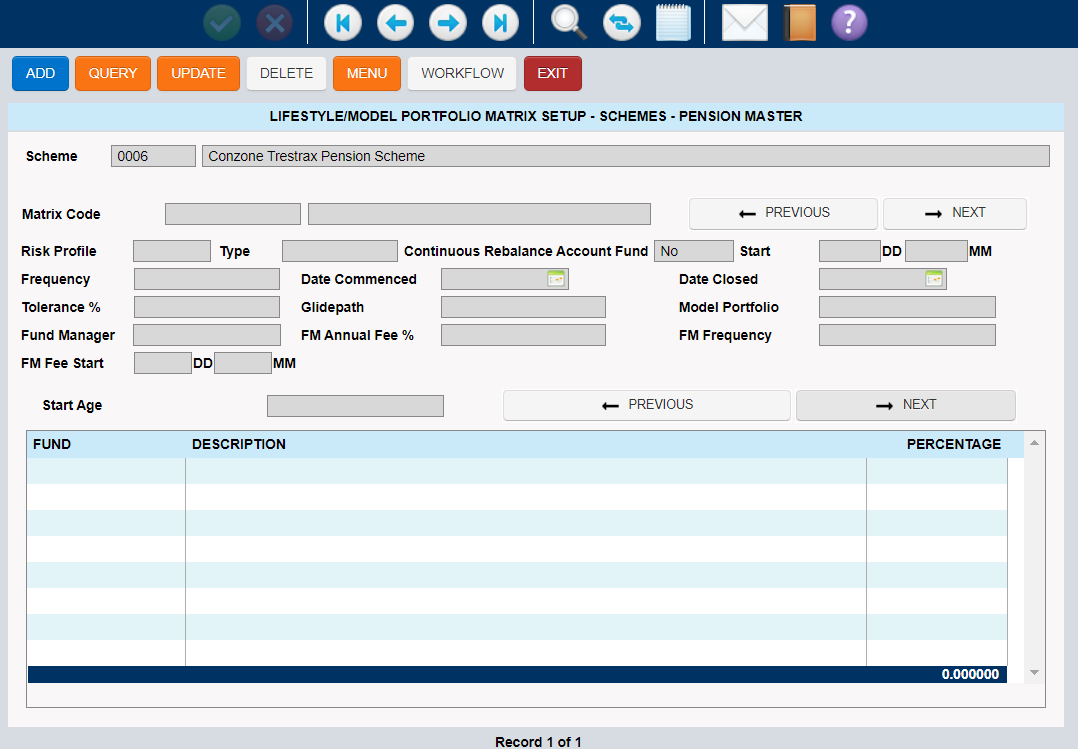 ?
ADD QUERY UPDATE DELETE MENU WORKFLOW EXIT
LIFESTYLE/MODEL PORTFOLIO MATRIX SETUP - SCHEMES - PENSION MASTER
Scheme 0006 Conzone Trestrax Pension Scheme
Matrix Code PREVIOUS NEXT
Risk Profile Type Continuous Rebalance Account Fund No Start DD MM
Frequency Date Commenced Date Closed
Tolerance % Glidepath Model Portfolio
Fund Manager FM Annual Fee % FM Frequency
FM Fee Start DD MM
Start Age PREVIOUS NEXT
FUND DESCRIPTION PERCENTAGE
0.000000
Record 1 of 1